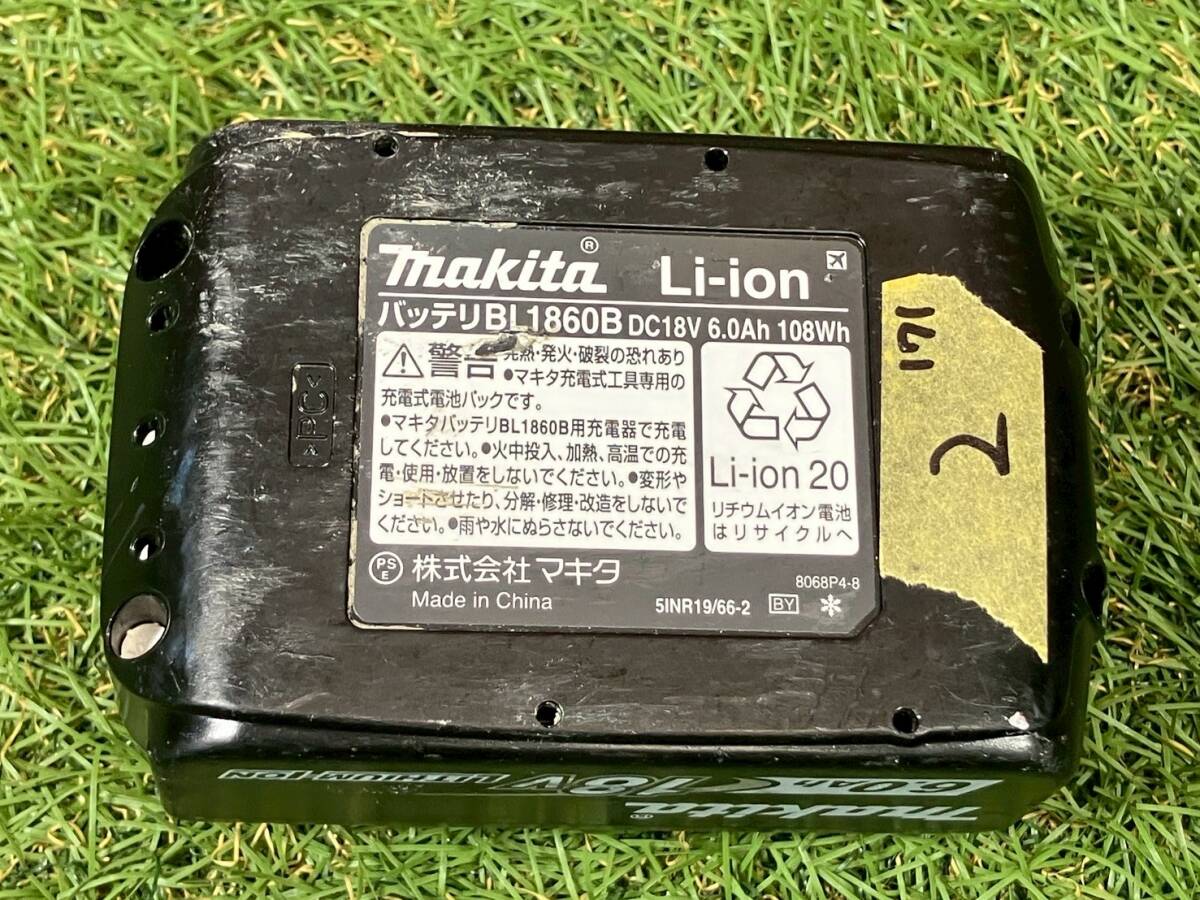 makita® Li-ion
バッテリBL1860B DC18V 6.0Ah 108Wh
警告 発熱・発火・破裂の恐れあり
●マキタ充電式工具専用の
充電式電池パックです。
●マキタバッテリBL1860B用充電器で充電
してください。●火中投入、加熱、高温での充
電・使用・放置をしないでください。●変形や
ショートさせたり、分解・修理・改造をしないで
ください。●雨や水にぬらさないでください。
Li-ion 20
リチウムイオン電池
はリサイクルへ
PS
E
株式会社マキタ
Made in China
8068P4-8
5INR19/66-2 BY
>PC<
171
makita®
6.0Ah 18V LITHIUM-ION